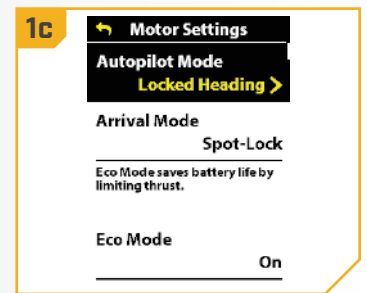 1c
Motor Settings
Autopilot Mode
Locked Heading >
Arrival Mode
Spot-Lock
Eco Mode saves battery life by
limiting thrust.
Eco Mode
On